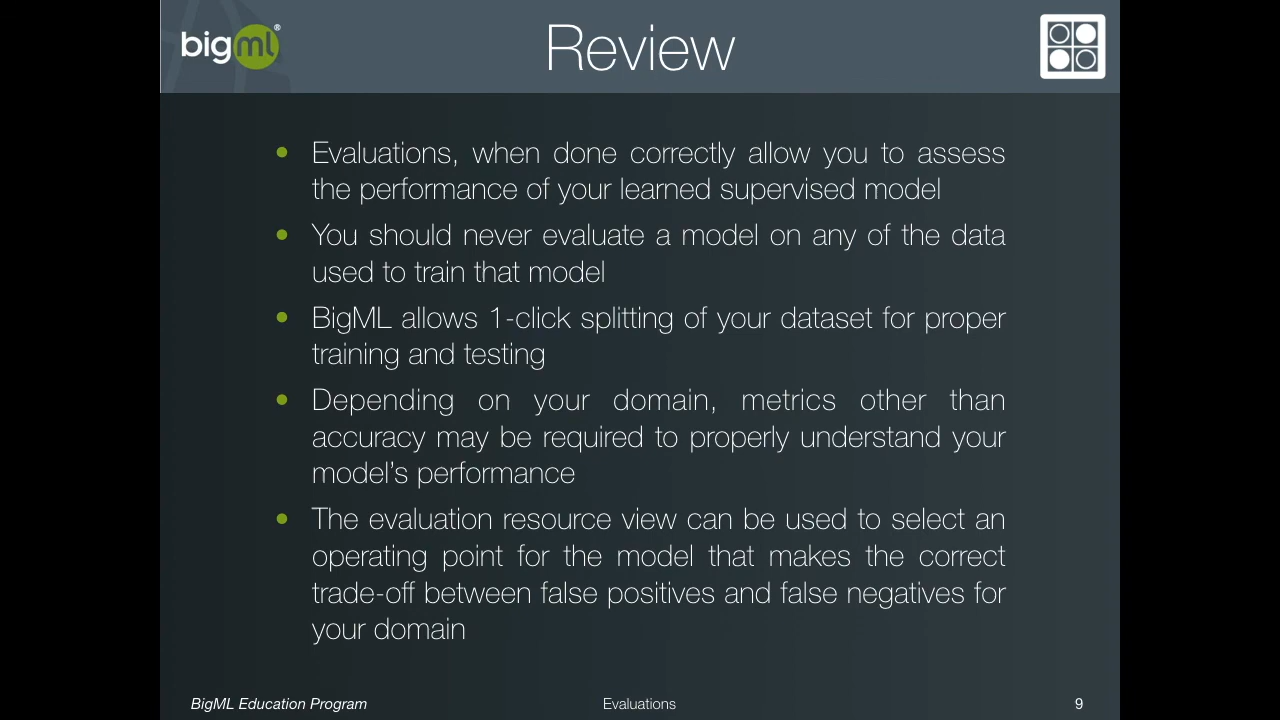 bigml®
Review
• Evaluations, when done correctly allow you to assess
the performance of your learned supervised model
• You should never evaluate a model on any of the data
used to train that model
• BigML allows 1-click splitting of your dataset for proper
training and testing
• Depending on your domain, metrics other than
accuracy may be required to properly understand your
model’s performance
• The evaluation resource view can be used to select an
operating point for the model that makes the correct
trade-off between false positives and false negatives for
your domain
BigML Education Program
Evaluations
9